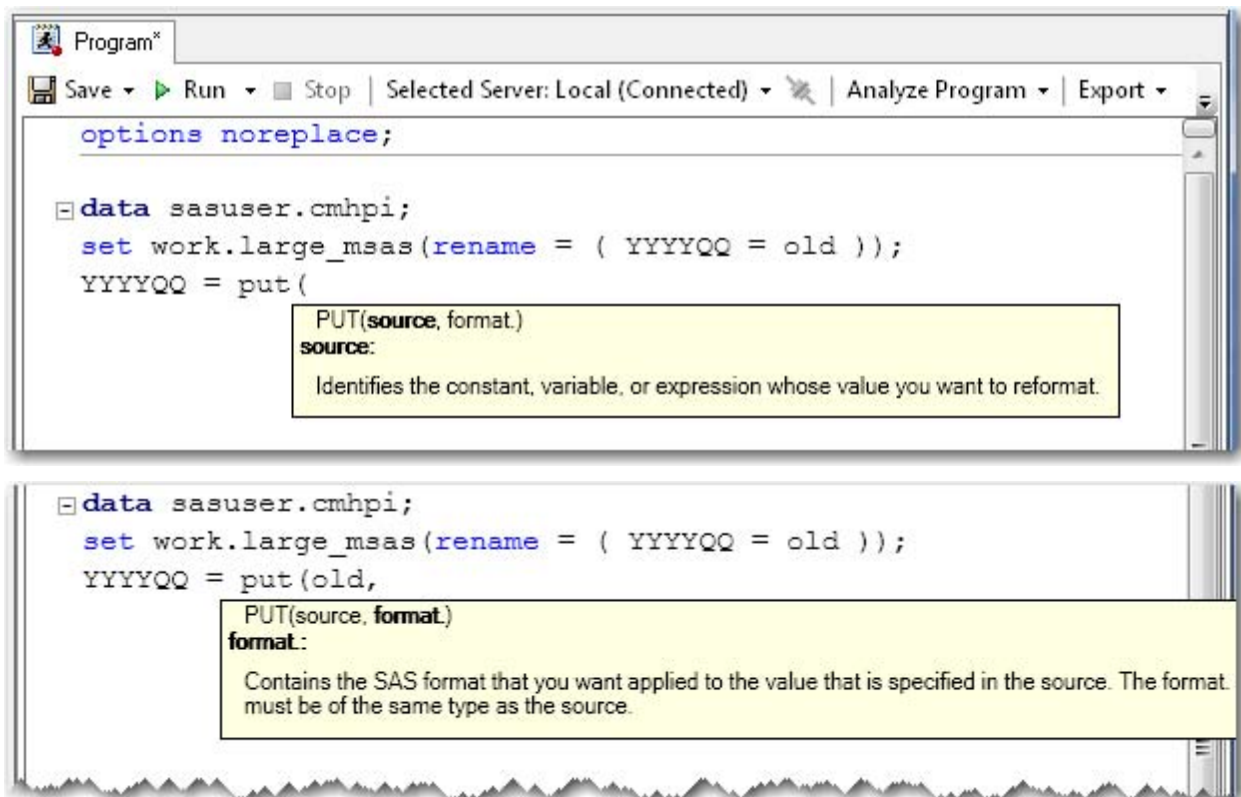 Program*
Save Run Stop Selected Server: Local (Connected) Analyze Program Export
options noreplace;
data sasuser.cmhpi;
set work.large_msas(rename = ( YYYYQQ = old ));
YYYYQQ = put(
PUT(source, format.)
source:
Identifies the constant, variable, or expression whose value you want to reformat.
data sasuser.cmhpi;
set work.large_msas(rename = ( YYYYQQ = old ));
YYYYQQ = put(old,
PUT(source, format.)
format.:
Contains the SAS format that you want applied to the value that is specified in the source. The format.
must be of the same type as the source.